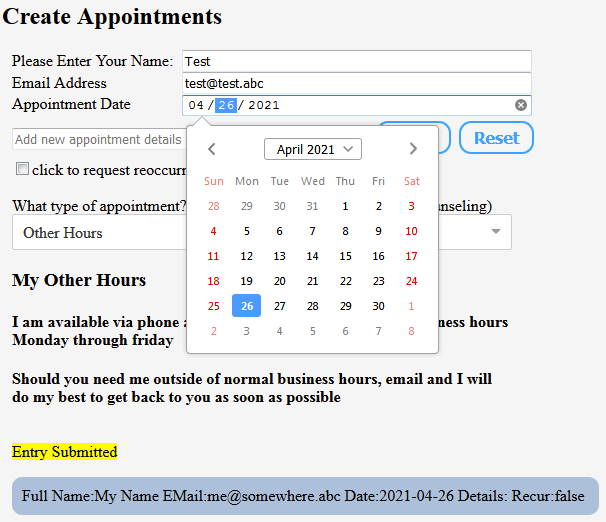 Create Appointments
Please Enter Your Name: Test
Email Address test@test.abc
Appointment Date 04 / 26 / 2021
Add new appointment details
Reset
April 2021
click to request reoccur
Sun Mon Tue Wed Thu Fri Sat
28 29 30 31 1 2 3
What type of appointment? unseling)
4 5 6 7 8 9 10
Other Hours
11 12 13 14 15 16 17
My Other Hours
18 19 20 21 22 23 24
25 26 27 28 29 30 1
I am available via phone a ness hours
2 3 4 5 6 7 8
Monday through friday
Should you need me outside of normal business hours, email and I will
do my best to get back to you as soon as possible
Entry Submitted
Full Name:My Name EMail:me@somewhere.abc Date:2021-04-26 Details: Recur:false